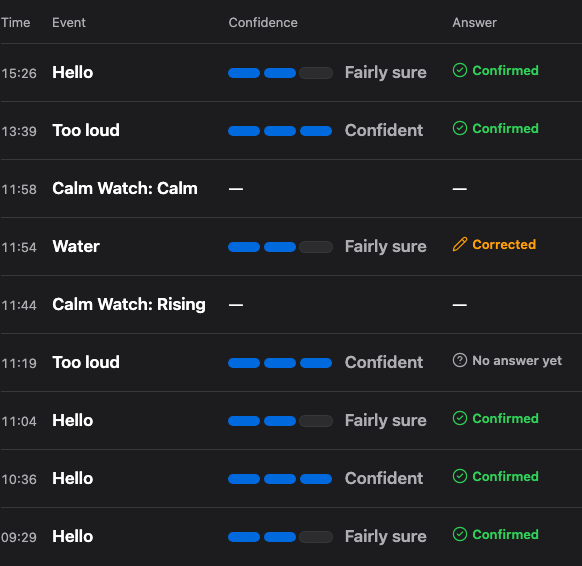 Time Event Confidence Answer
15:26 Hello Fairly sure Confirmed
13:39 Too loud Confident Confirmed
11:58 Calm Watch: Calm — —
11:54 Water Fairly sure Corrected
11:44 Calm Watch: Rising — —
11:19 Too loud Confident No answer yet
11:04 Hello Fairly sure Confirmed
10:36 Hello Confident Confirmed
09:29 Hello Fairly sure Confirmed